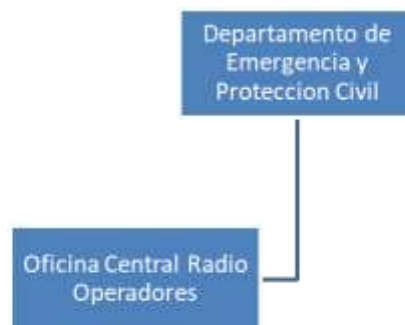 Departamento de
Emergencia y
Proteccion Civil
Oficina Central Radio
Operadores